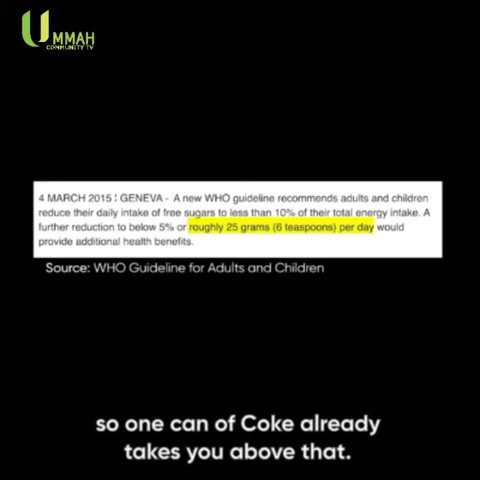 UMMAH
COMMUNITY TV
4 MARCH 2015 ¦ GENEVA - A new WHO guideline recommends adults and children
reduce their daily intake of free sugars to less than 10% of their total energy intake. A
further reduction to below 5% or roughly 25 grams (6 teaspoons) per day would
provide additional health benefits.
Source: WHO Guideline for Adults and Children
so one can of Coke already
takes you above that.